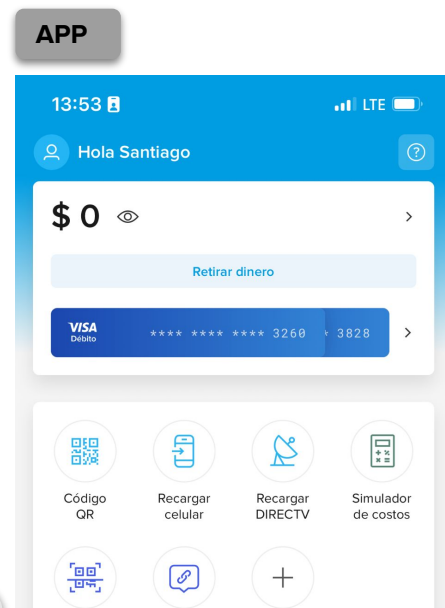 APP
13:53
LTE
Hola Santiago
$ 0
Retirar dinero
VISA
Débito
**** **** **** 3260 * 3828
Código QR
Recargar celular
Recargar DIRECTV
Simulador de costos